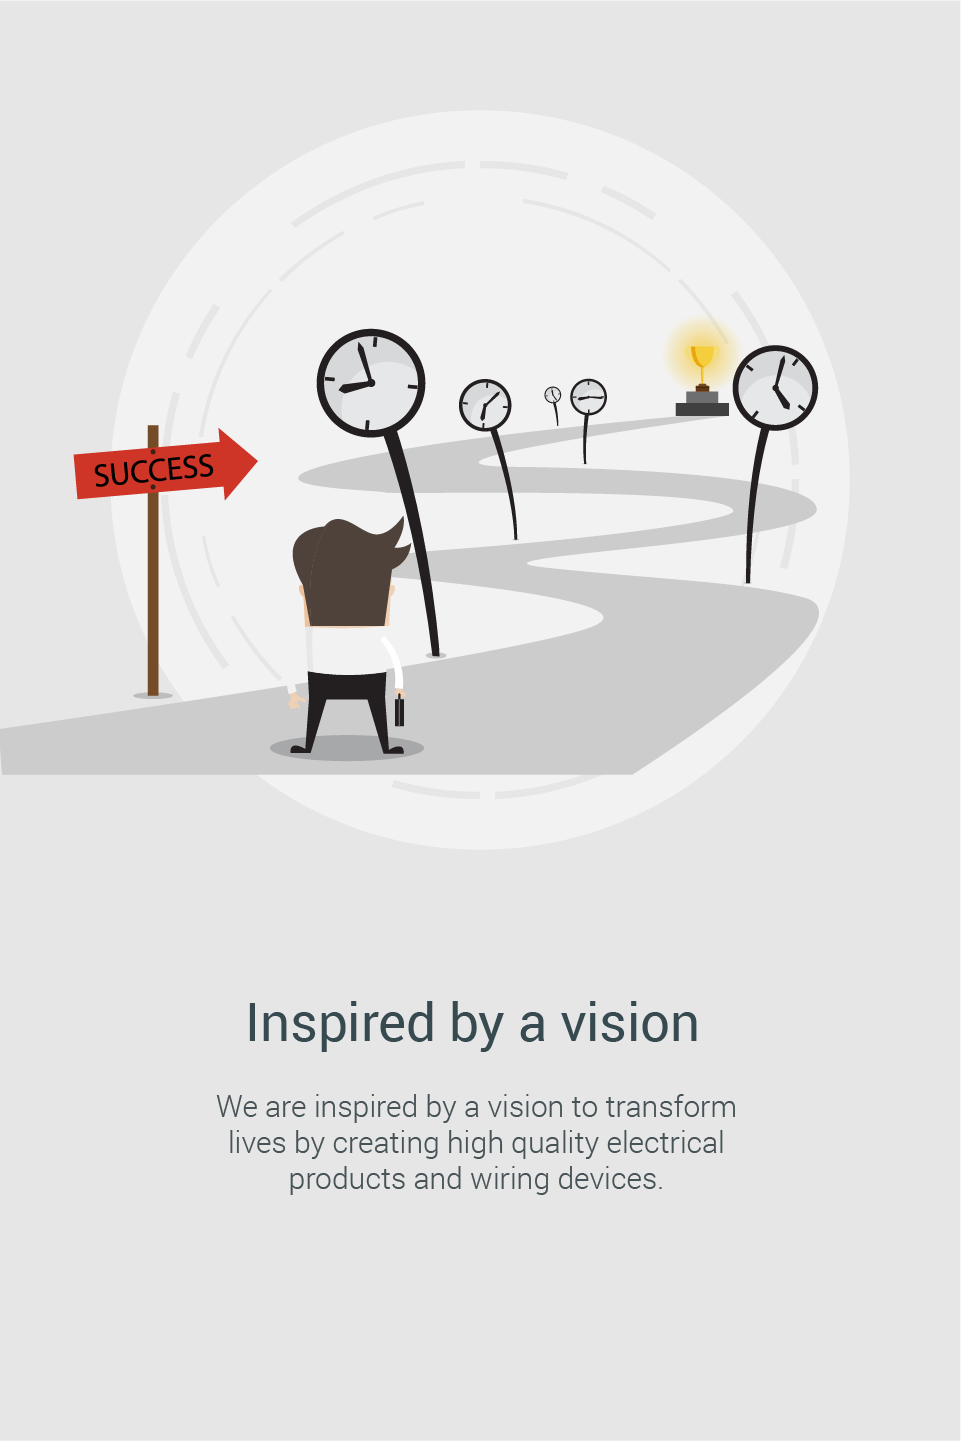 SUCCESS
Inspired by a vision
We are inspired by a vision to transform
lives by creating high quality electrical
products and wiring devices.